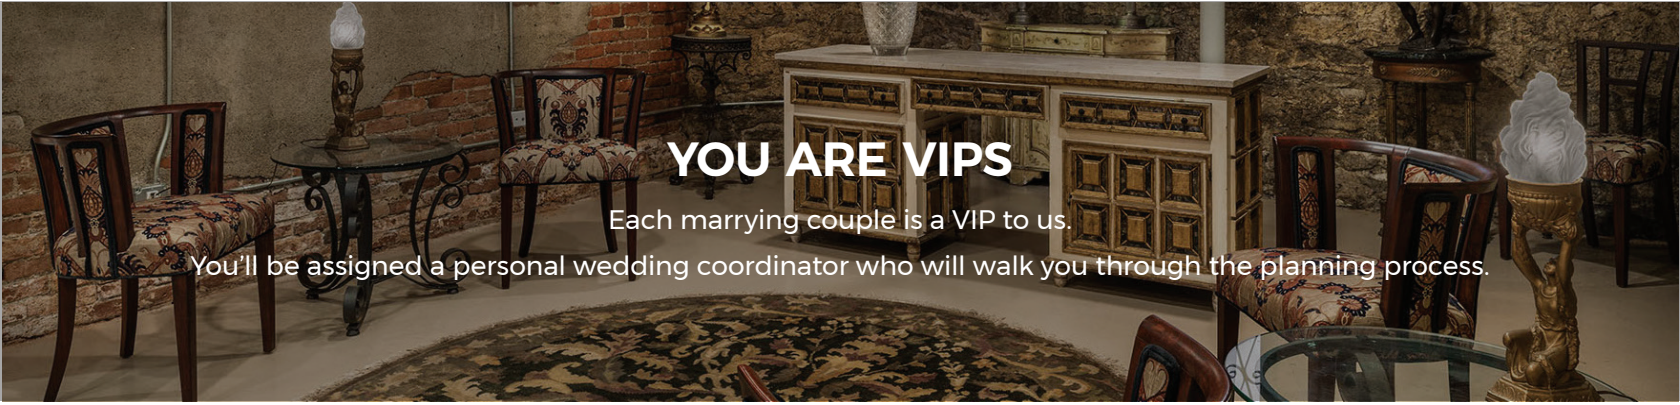 YOU ARE VIPS
Each marrying couple is a VIP to us.
You’ll be assigned a personal wedding coordinator who will walk you through the planning process.